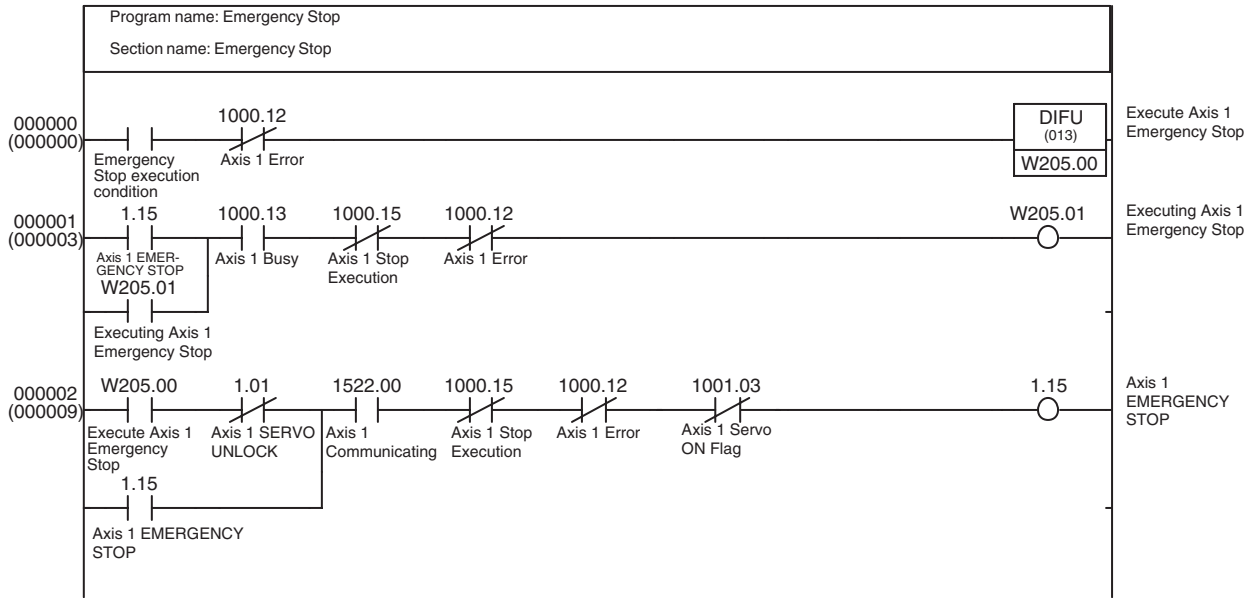 Program name: Emergency Stop
Section name: Emergency Stop
000000
(000000)
1000.12
Emergency
Stop execution
condition
Axis 1 Error
DIFU
(013)
W205.00
Execute Axis 1
Emergency Stop
000001
(000003)
1.15
1000.13
1000.15
1000.12
W205.01
Executing Axis 1
Emergency Stop
Axis 1 EMER-
GENCY STOP
Axis 1 Busy
Axis 1 Stop
Execution
Axis 1 Error
W205.01
Executing Axis 1
Emergency Stop
000002
(000009)
W205.00
1.01
1522.00
1000.15
1000.12
1001.03
1.15
Axis 1
EMERGENCY
STOP
Execute Axis 1
Emergency
Stop
Axis 1 SERVO
UNLOCK
Axis 1
Communicating
Axis 1 Stop
Execution
Axis 1 Error
Axis 1 Servo
ON Flag
1.15
Axis 1 EMERGENCY
STOP